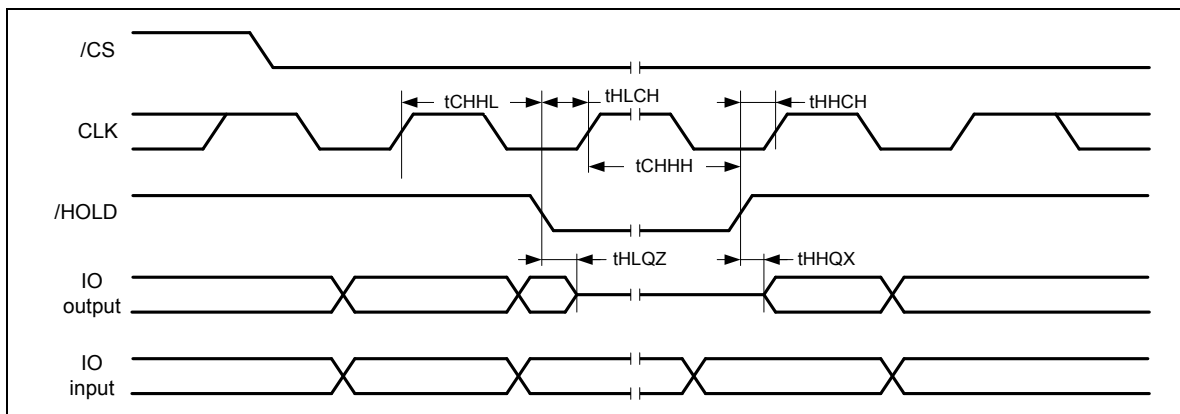 /CS
tCHHL
tHLCH
tHHCH
CLK
tCHHH
/HOLD
tHLQZ
tHHQX
IO
output
IO
input